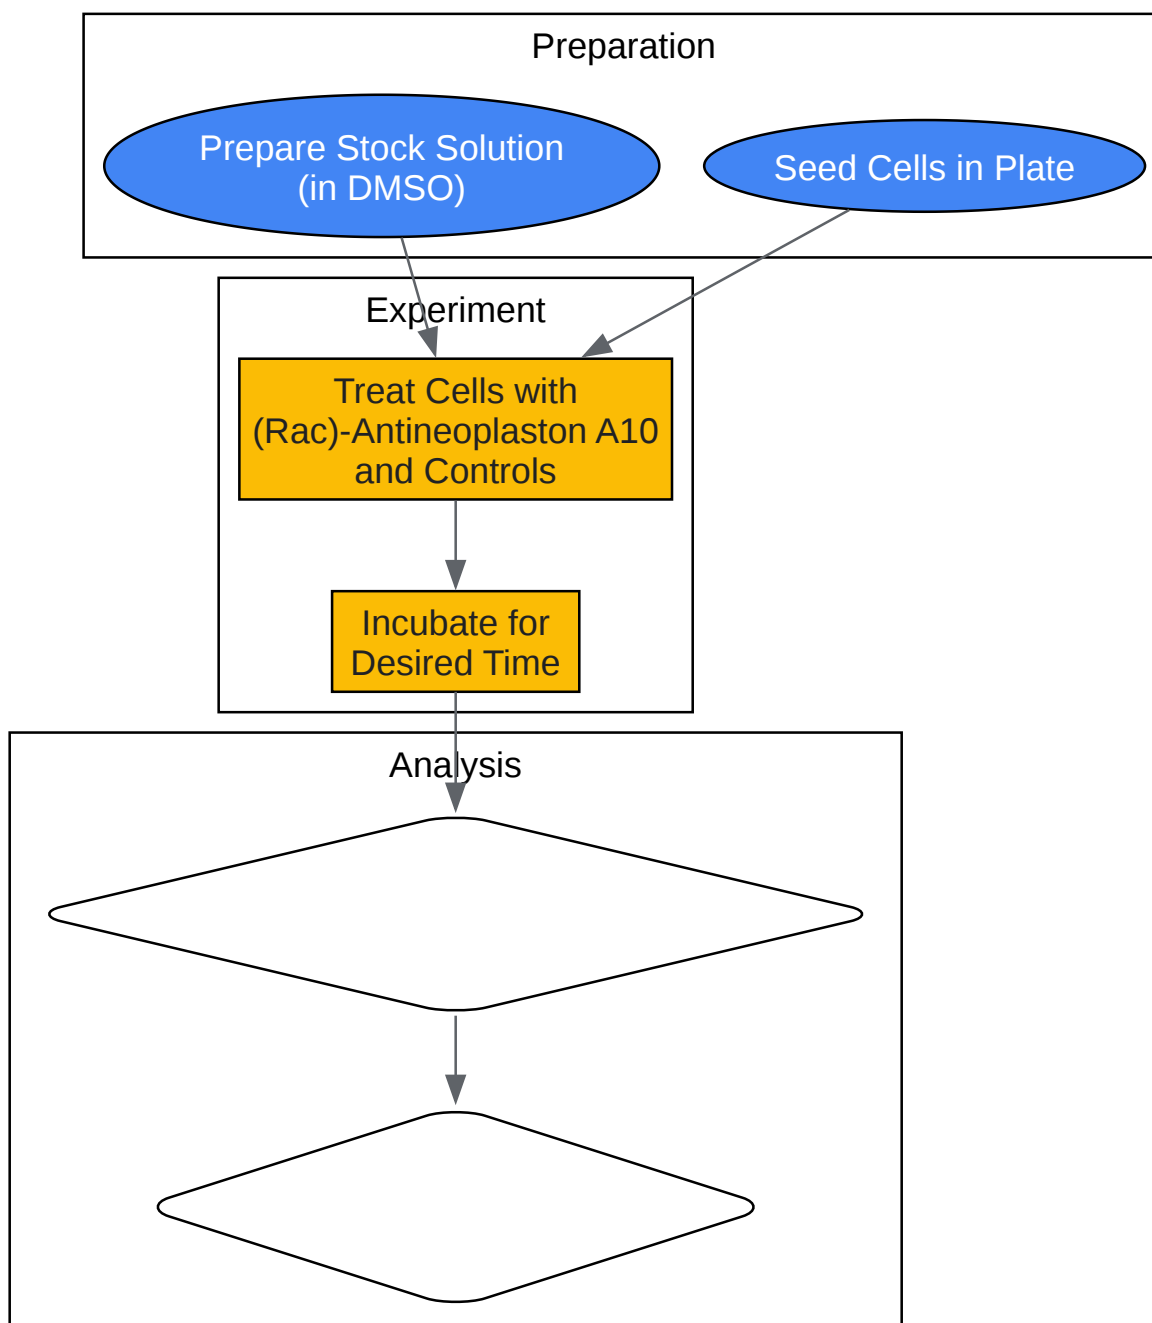 Preparation
Prepare Stock Solution
(in DMSO)
Seed Cells in Plate
Experiment
Treat Cells with
(Rac)-Antineoplaston A10
and Controls
Incubate for
Desired Time
Analysis